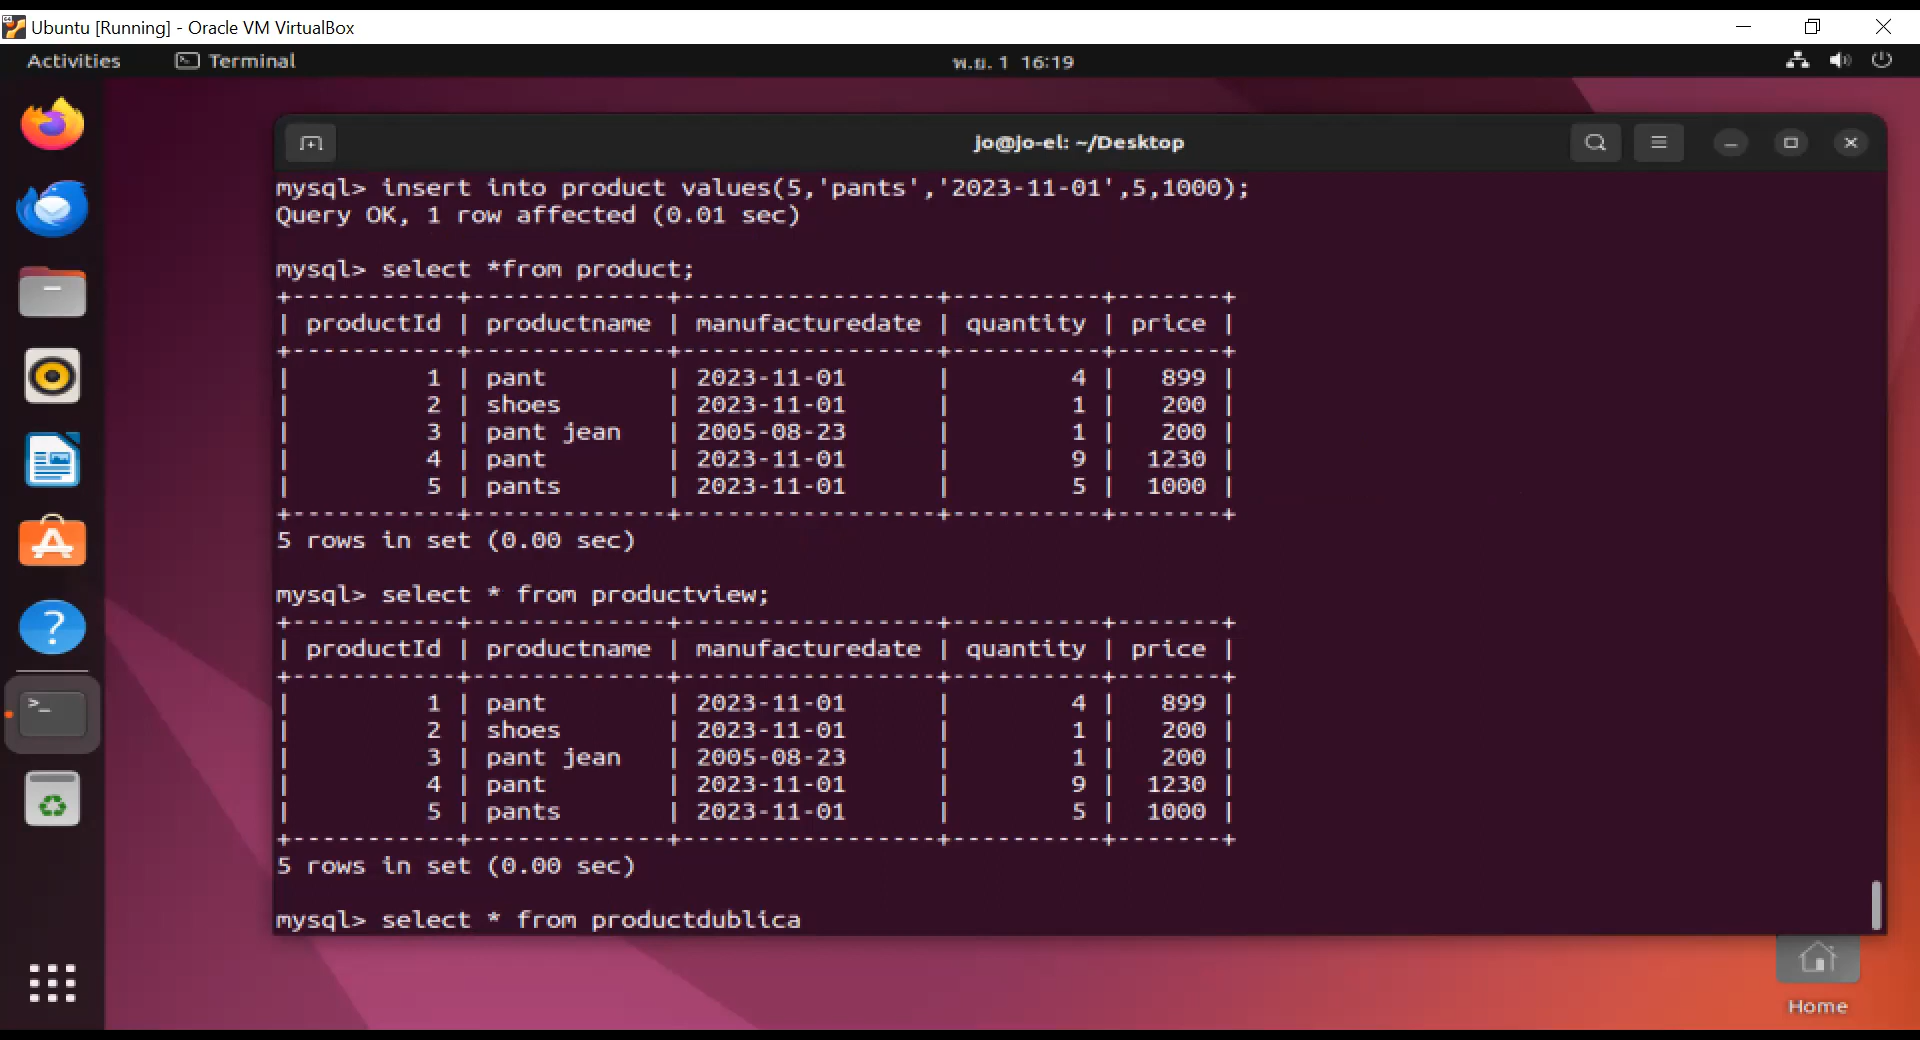 Ubuntu [Running] - Oracle VM VirtualBox
Activities Terminal พ.ย. 1 16:19
jo@jo-el: ~/Desktop
mysql> insert into product values(5,'pants','2023-11-01',5,1000);
Query OK, 1 row affected (0.01 sec)
mysql> select *from product;
+-----------+-------------+-----------------+----------+-------+
| productId | productname | manufacturedate | quantity | price |
+-----------+-------------+-----------------+----------+-------+
|         1 | pant        | 2023-11-01      |        4 |   899 |
|         2 | shoes       | 2023-11-01      |        1 |   200 |
|         3 | pant jean   | 2005-08-23      |        1 |   200 |
|         4 | pant        | 2023-11-01      |        9 |  1230 |
|         5 | pants       | 2023-11-01      |        5 |  1000 |
+-----------+-------------+-----------------+----------+-------+
5 rows in set (0.00 sec)
mysql> select * from productview;
+-----------+-------------+-----------------+----------+-------+
| productId | productname | manufacturedate | quantity | price |
+-----------+-------------+-----------------+----------+-------+
|         1 | pant        | 2023-11-01      |        4 |   899 |
|         2 | shoes       | 2023-11-01      |        1 |   200 |
|         3 | pant jean   | 2005-08-23      |        1 |   200 |
|         4 | pant        | 2023-11-01      |        9 |  1230 |
|         5 | pants       | 2023-11-01      |        5 |  1000 |
+-----------+-------------+-----------------+----------+-------+
5 rows in set (0.00 sec)
mysql> select * from productdublica
Home